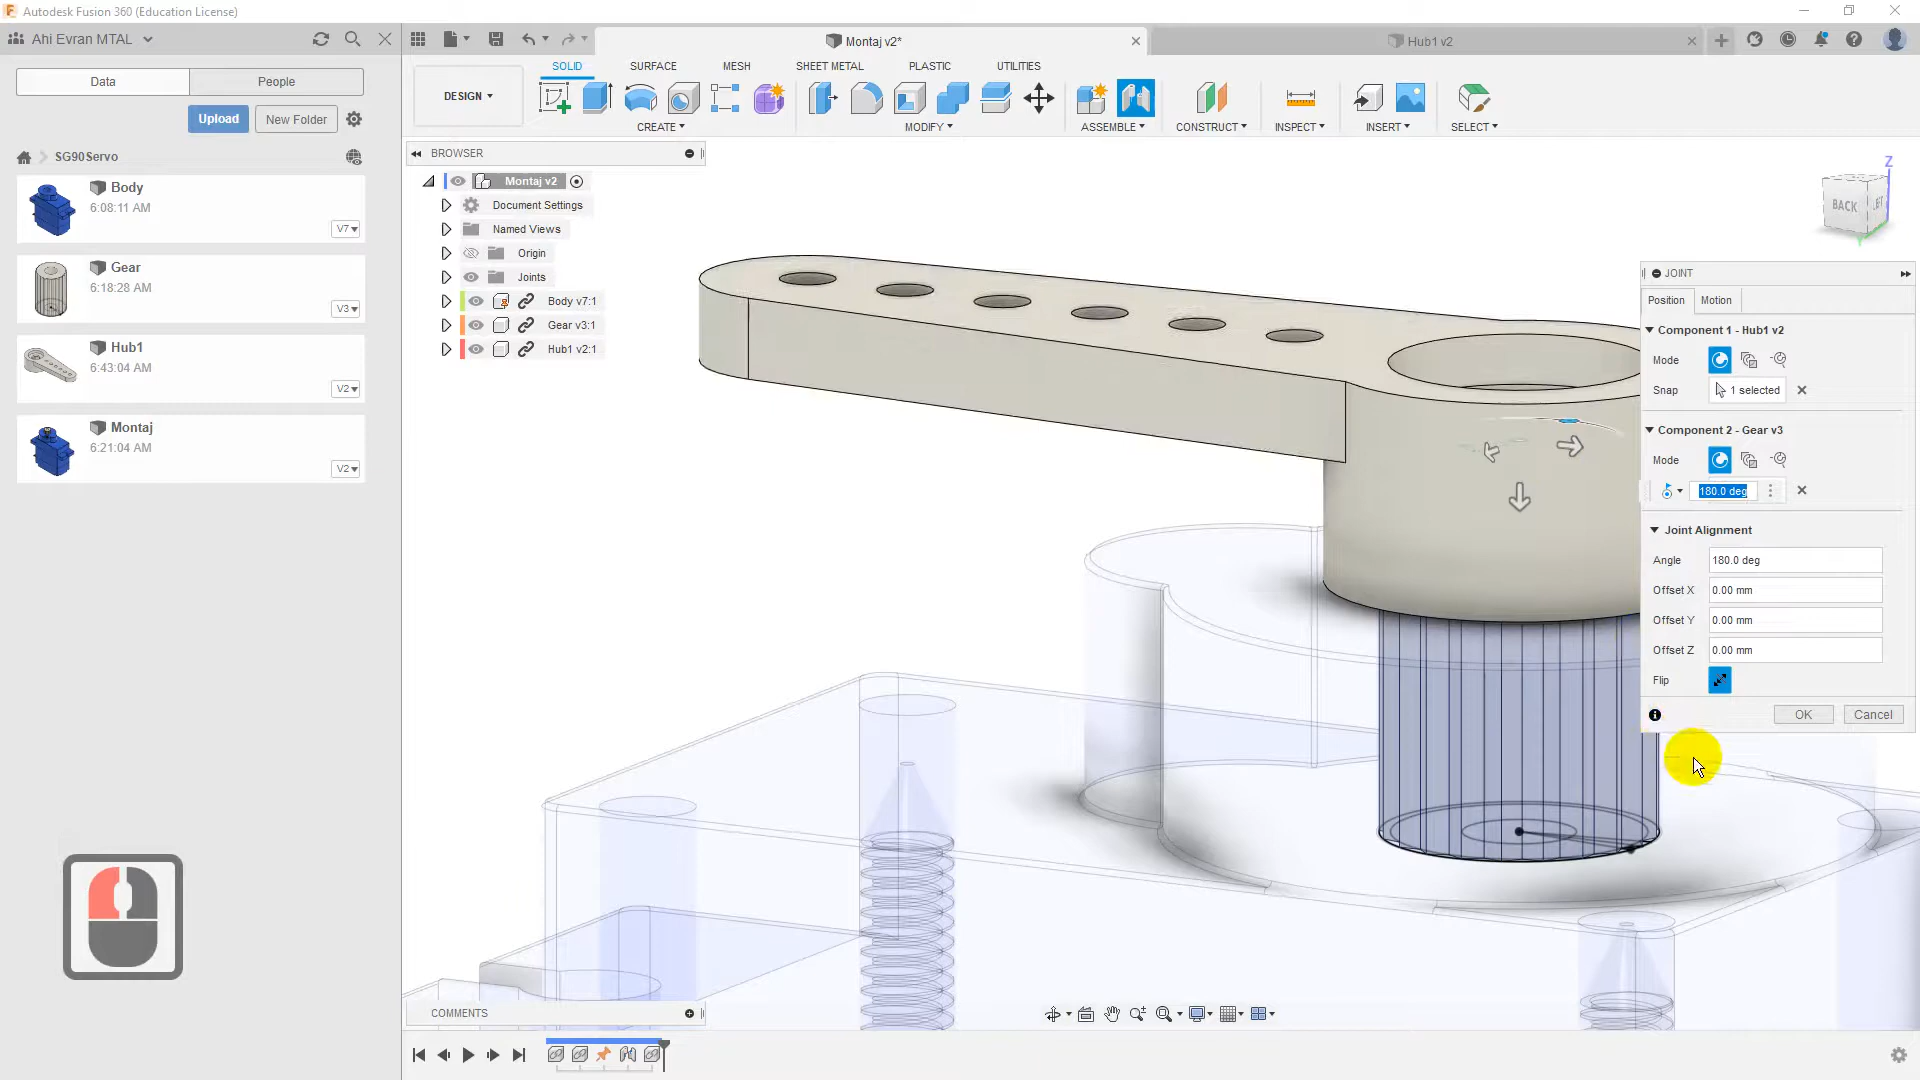 Autodesk Fusion 360 (Education License)
Ahi Evran MTAL
Montaj v2*
Hub1 v2
Data
People
Upload
New Folder
SG90Servo
Body
6:08:11 AM
V7
Gear
6:18:28 AM
V3
Hub1
6:43:04 AM
V2
Montaj
6:21:04 AM
V2
DESIGN
SOLID
SURFACE
MESH
SHEET METAL
PLASTIC
UTILITIES
CREATE
MODIFY
ASSEMBLE
CONSTRUCT
INSPECT
INSERT
SELECT
BROWSER
Montaj v2
Document Settings
Named Views
Origin
Joints
Body v7:1
Gear v3:1
Hub1 v2:1
Z
BACK
LEFT
Y
JOINT
Position
Motion
Component 1 - Hub1 v2
Mode
Snap
1 selected
Component 2 - Gear v3
Mode
180.0 deg
Joint Alignment
Angle
180.0 deg
Offset X
0.00 mm
Offset Y
0.00 mm
Offset Z
0.00 mm
Flip
OK
Cancel
COMMENTS